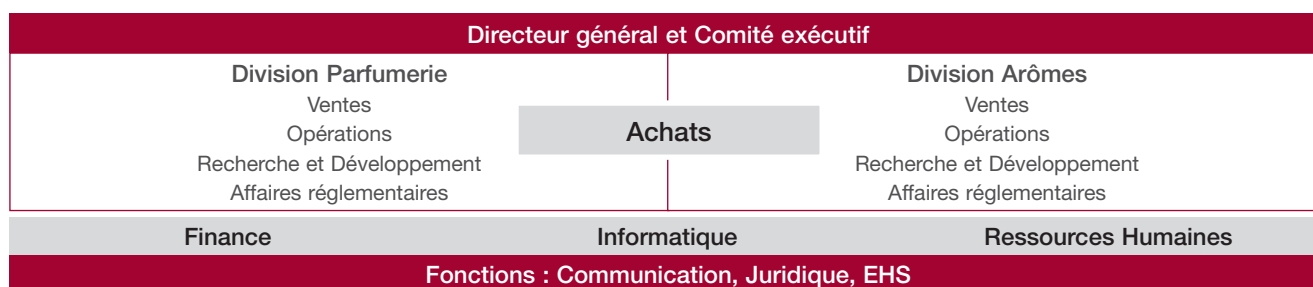 Directeur général et Comité exécutif
Division Parfumerie
Ventes
Opérations
Recherche et Développement
Affaires réglementaires
Achats
Division Arômes
Ventes
Opérations
Recherche et Développement
Affaires réglementaires
Finance
Informatique
Ressources Humaines
Fonctions : Communication, Juridique, EHS